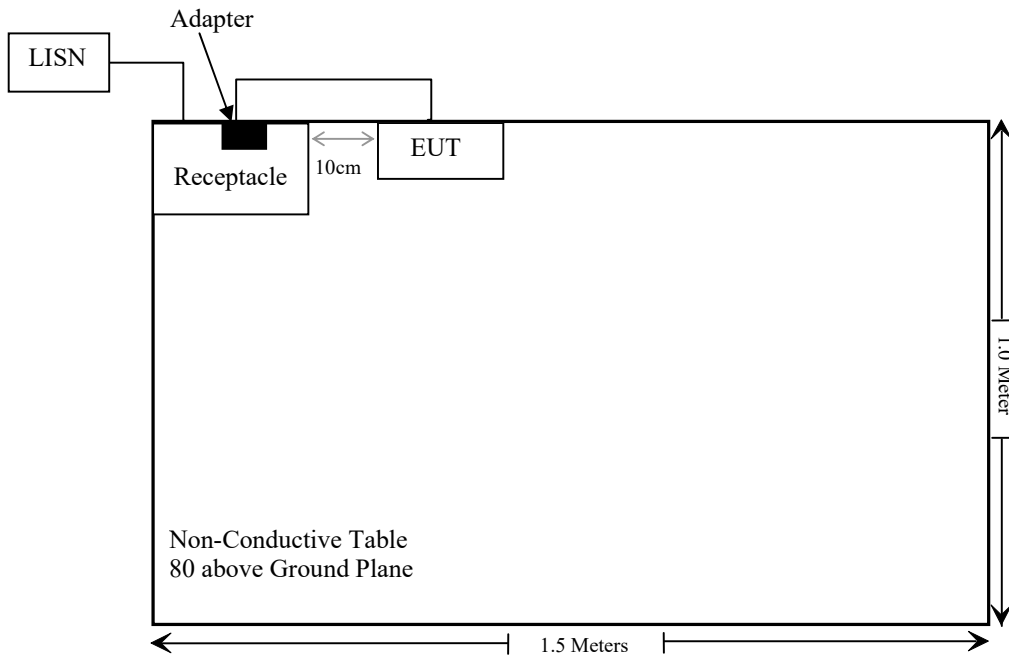 Adapter
LISN
EUT
10cm
Receptacle
1.0 Meter
Non-Conductive Table
80 above Ground Plane
1.5 Meters